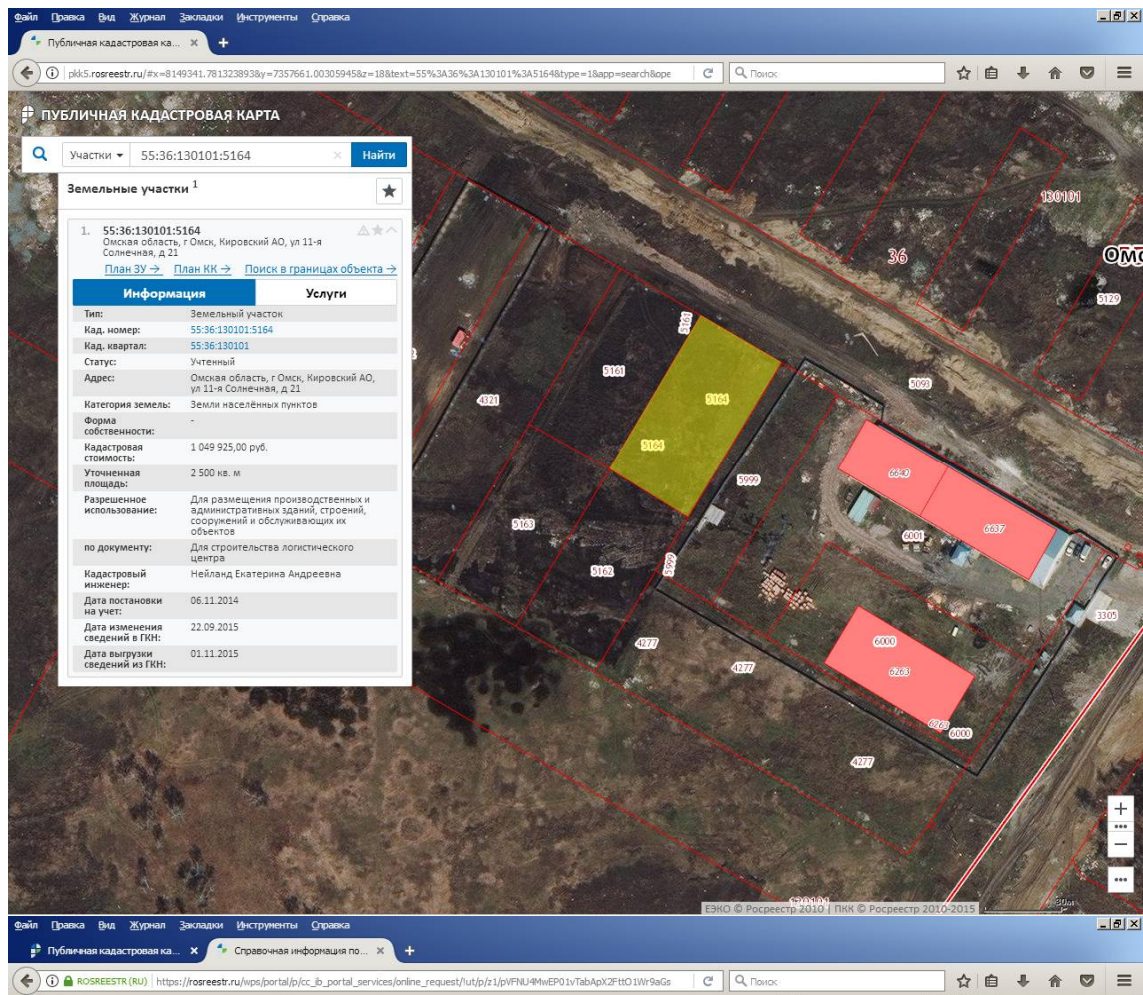 Файл Правка Вид Журнал Закладки Инструменты Справка
Публичная кадастровая ка... × +
pkk5.rosreestr.ru/#x=8149341.781323893&y=7357661.00305945&z=18&text=55%3A36%3A130101%3A5164&type=1&app=search&ope
Поиск
ПУБЛИЧНАЯ КАДАСТРОВАЯ КАРТА
Участки 55:36:130101:5164 × Найти
Земельные участки 1
1. 55:36:130101:5164
Омская область, г Омск, Кировский АО, ул 11-я
Солнечная, д 21
План ЗУ → План КК → Поиск в границах объекта →
Информация Услуги
Тип: Земельный участок
Кад. номер: 55:36:130101:5164
Кад. квартал: 55:36:130101
Статус: Учтенный
Адрес: Омская область, г Омск, Кировский АО,
ул 11-я Солнечная, д 21
Категория земель: Земли населённых пунктов
Форма
собственности: -
Кадастровая
стоимость: 1 049 925,00 руб.
Уточненная
площадь: 2 500 кв. м
Разрешенное
использование: Для размещения производственных и
административных зданий, строений,
сооружений и обслуживающих их
объектов
по документу: Для строительства логистического
центра
Кадастровый
инженер: Нейланд Екатерина Андреевна
Дата постановки
на учет: 06.11.2014
Дата изменения
сведений в ГКН: 22.09.2015
Дата выгрузки
сведений из ГКН: 01.11.2015
130101
36
5129
5161
5161
5093
4321
5164
5164
6640
5999
6637
5163
6001
5162
5999
3305
6000
4277
4277
6263
6263
6000
4277
130101
30m
ЕЭКО © Росреестр 2010 | ПКК © Росреестр 2010-2015
Файл Правка Вид Журнал Закладки Инструменты Справка
Публичная кадастровая ка... × Справочная информация по... × +
ROSREESTR (RU) https://rosreestr.ru/wps/portal/p/cc_ib_portal_services/online_request/!ut/p/z1/pVFNU4MwEP01vTabApX2FttO1Wr9aGs
Поиск